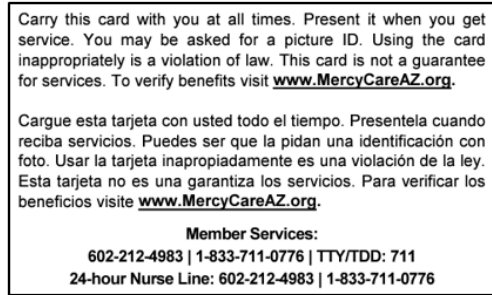 Carry this card with you at all times. Present it when you get
service. You may be asked for a picture ID. Using the card
inappropriately is a violation of law. This card is not a guarantee
for services. To verify benefits visit www.MercyCareAZ.org.
Cargue esta tarjeta con usted todo el tiempo. Presentela cuando
reciba servicios. Puedes ser que la pidan una identificación con
foto. Usar la tarjeta inapropiadamente es una violación de la ley.
Esta tarjeta no es una garantiza los servicios. Para verificar los
beneficios visite www.MercyCareAZ.org.
Member Services:
602-212-4983 | 1-833-711-0776 | TTY/TDD: 711
24-hour Nurse Line: 602-212-4983 | 1-833-711-0776